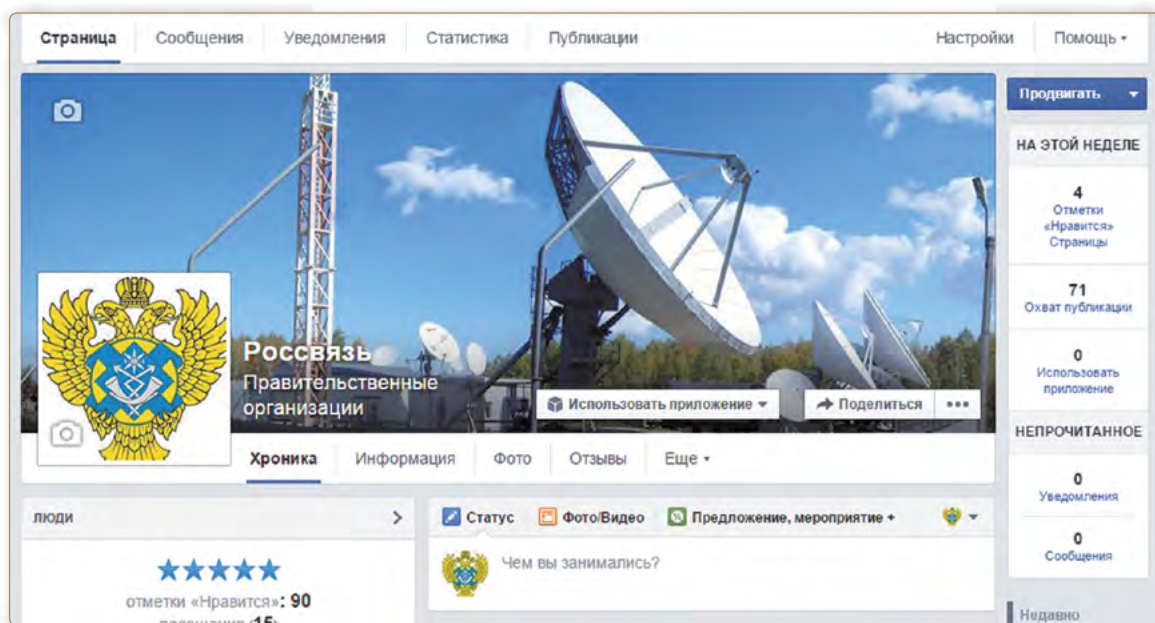 Страница Сообщения Уведомления Статистика Публикации Настройки Помощь
Продвигать
НА ЭТОЙ НЕДЕЛЕ
4
Отметки
«Нравится»
Страницы
71
Охват публикации
0
Использовать
приложение
НЕПРОЧИТАННОЕ
0
Уведомления
0
Сообщения
Недавно
Россвязь
Правительственные
организации
Использовать приложение Поделиться •••
Хроника Информация Фото Отзывы Еще
ЛЮДИ
отметки «Нравится»: 90
посещения (15)
Статус Фото/Видео Предложение, мероприятие +
Чем вы занимались?